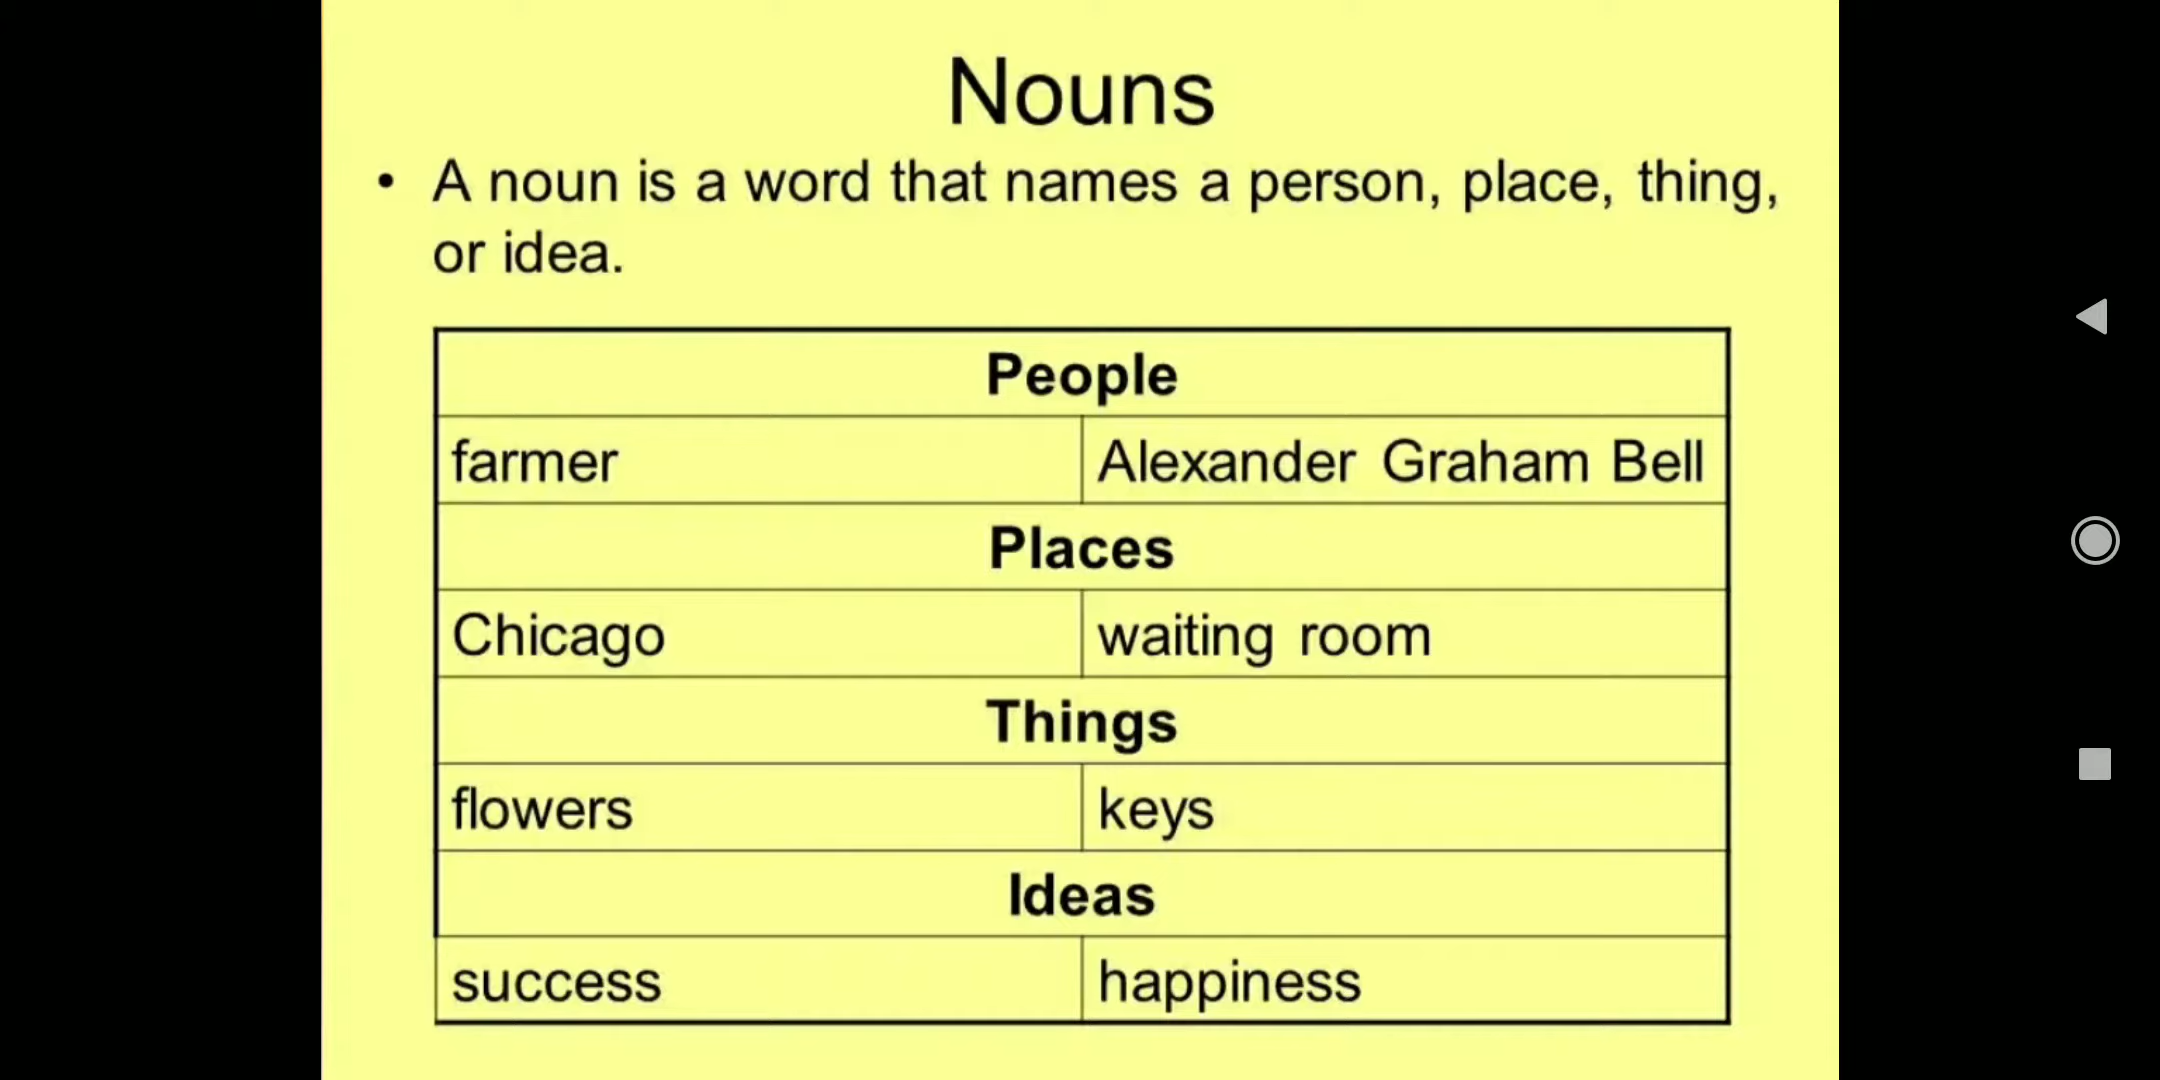 Nouns
• A noun is a word that names a person, place, thing,
or idea.
People
farmer Alexander Graham Bell
Places
Chicago waiting room
Things
flowers keys
Ideas
success happiness